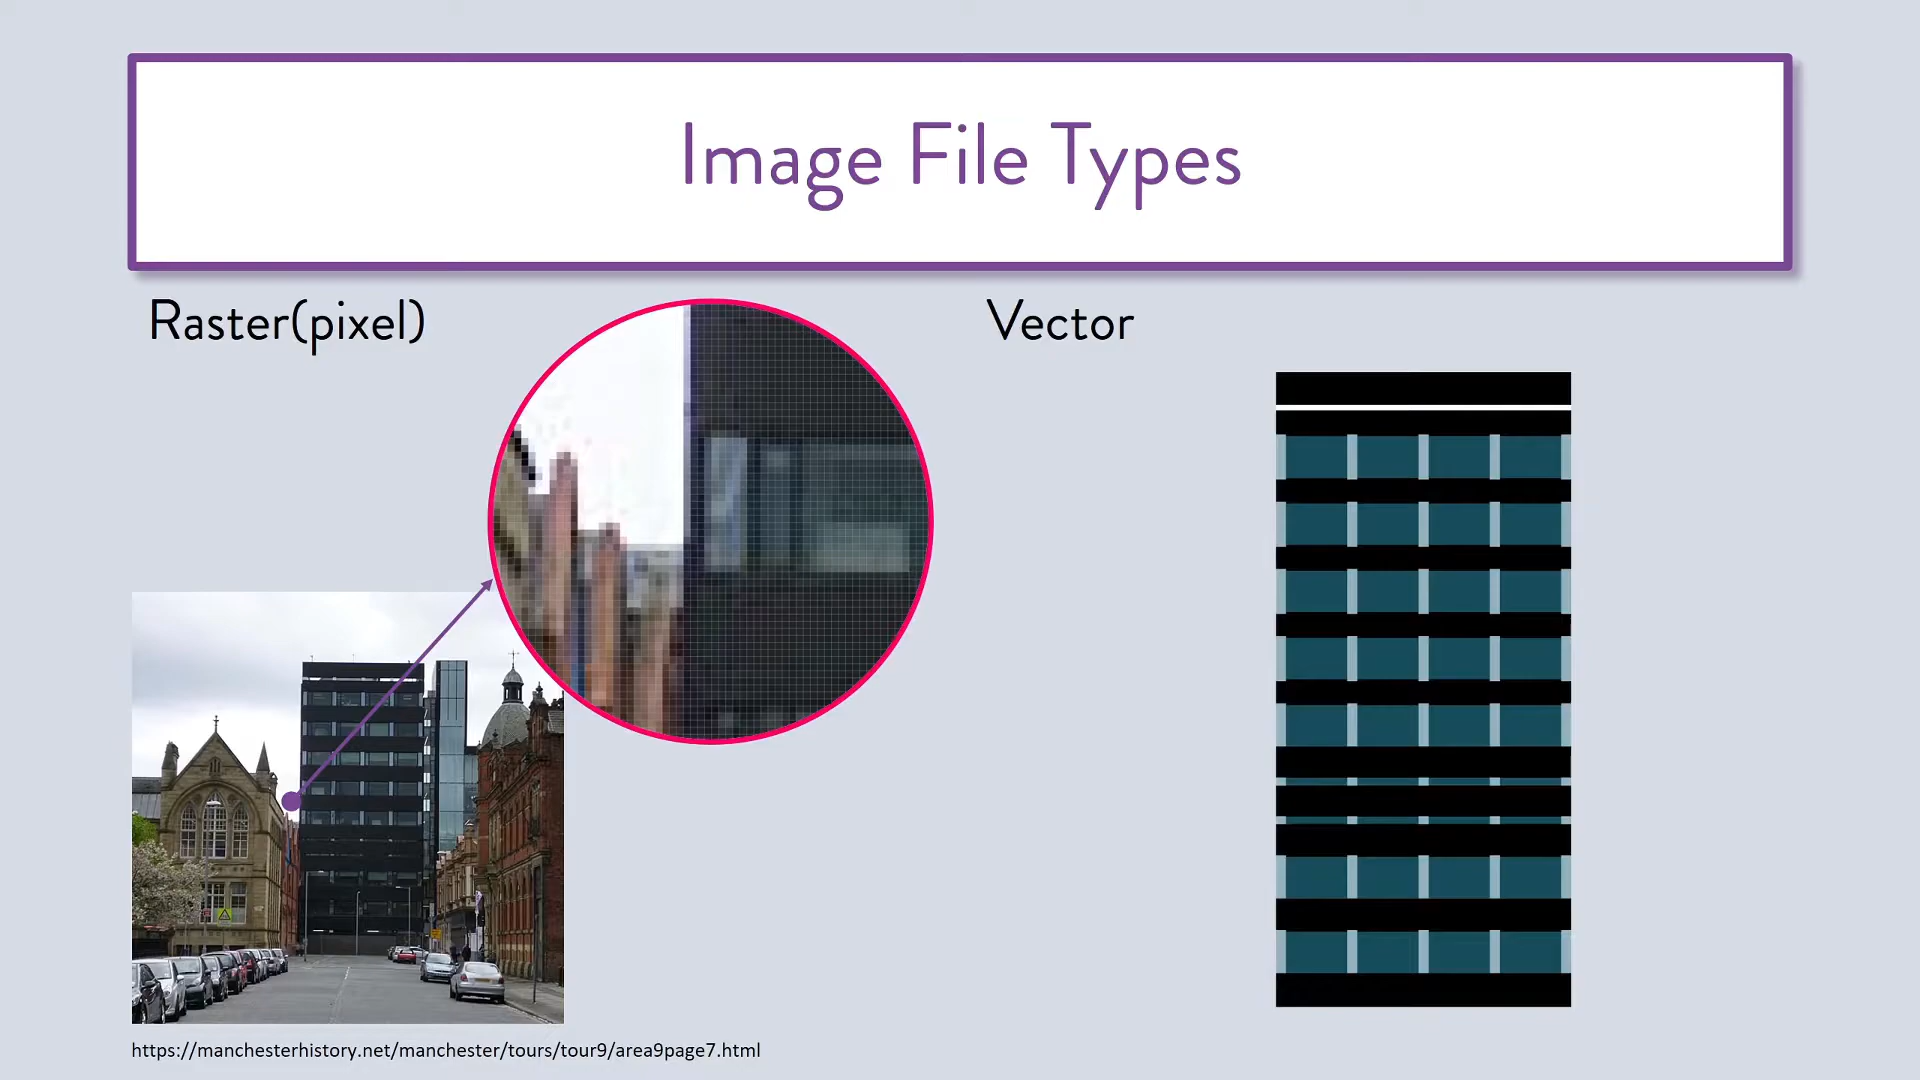 Image File Types
Raster(pixel)
Vector
https://manchesterhistory.net/manchester/tours/tour9/area9page7.html